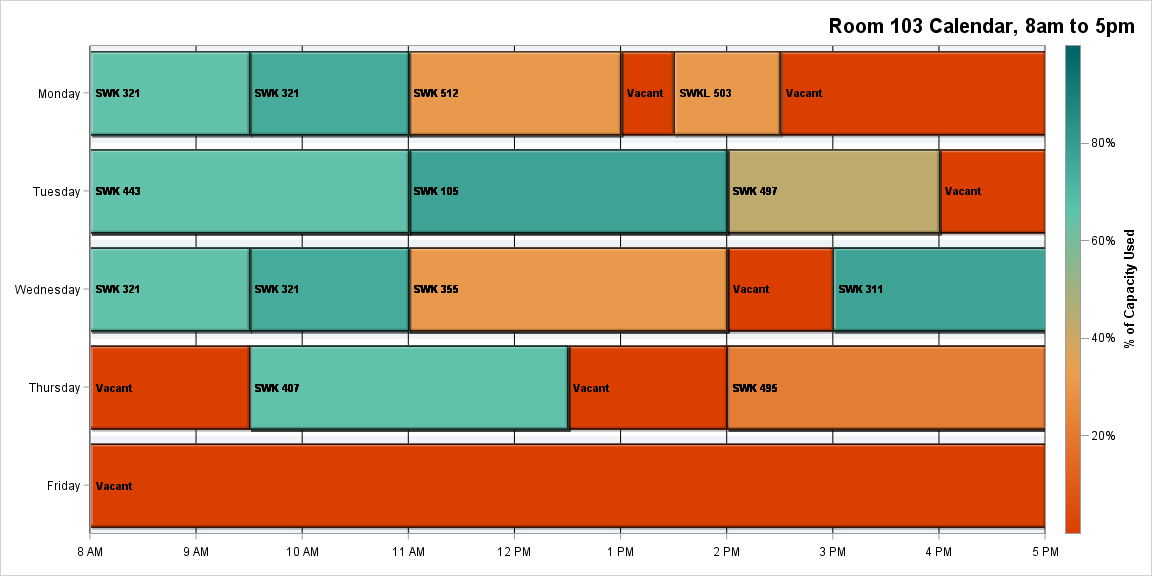 Room 103 Calendar, 8am to 5pm
Monday
SWK 321
SWK 321
SWK 512
Vacant
SWKL 503
Vacant
Tuesday
SWK 443
SWK 105
SWK 497
Vacant
Wednesday
SWK 321
SWK 321
SWK 355
Vacant
SWK 311
Thursday
Vacant
SWK 407
Vacant
SWK 495
Friday
Vacant
8 AM
9 AM
10 AM
11 AM
12 PM
1 PM
2 PM
3 PM
4 PM
5 PM
80%
60%
40%
20%
% of Capacity Used